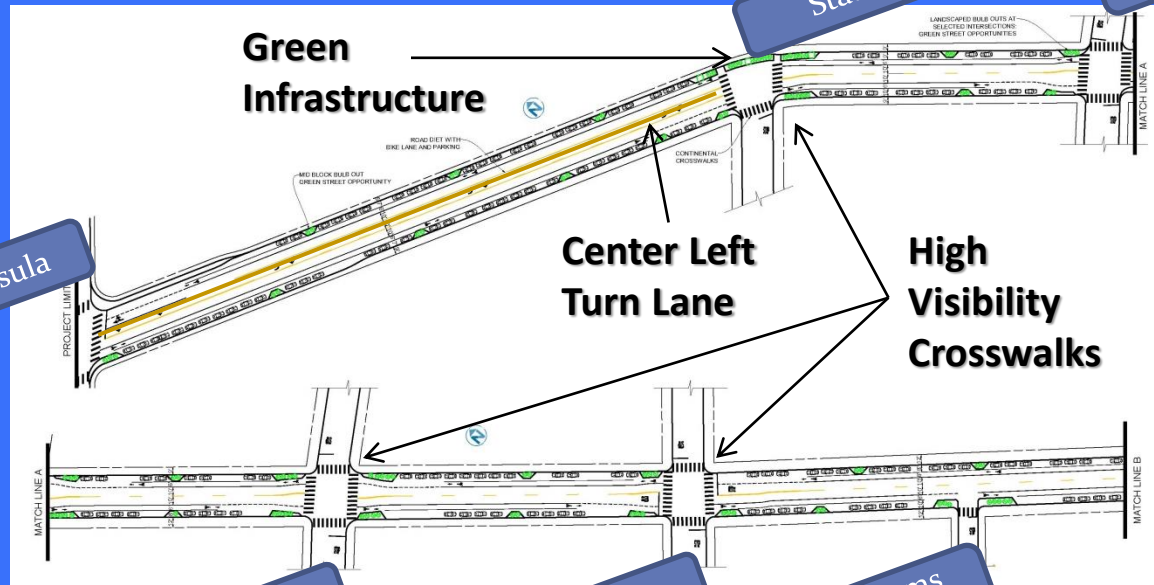 Green
Infrastructure
LANDSCAPED BULB OUTS AT
SELECTED INTERSECTIONS:
GREEN STREET OPPORTUNITIES
MATCH LINE A
ROAD DIET WITH
BIKE LANE AND PARKING
CONTINENTAL
CROSSWALKS
MID BLOCK BULB OUT
GREEN STREET OPPORTUNITY
PROJECT LIMIT
Center Left
Turn Lane
High
Visibility
Crosswalks
MATCH LINE A
MATCH LINE B